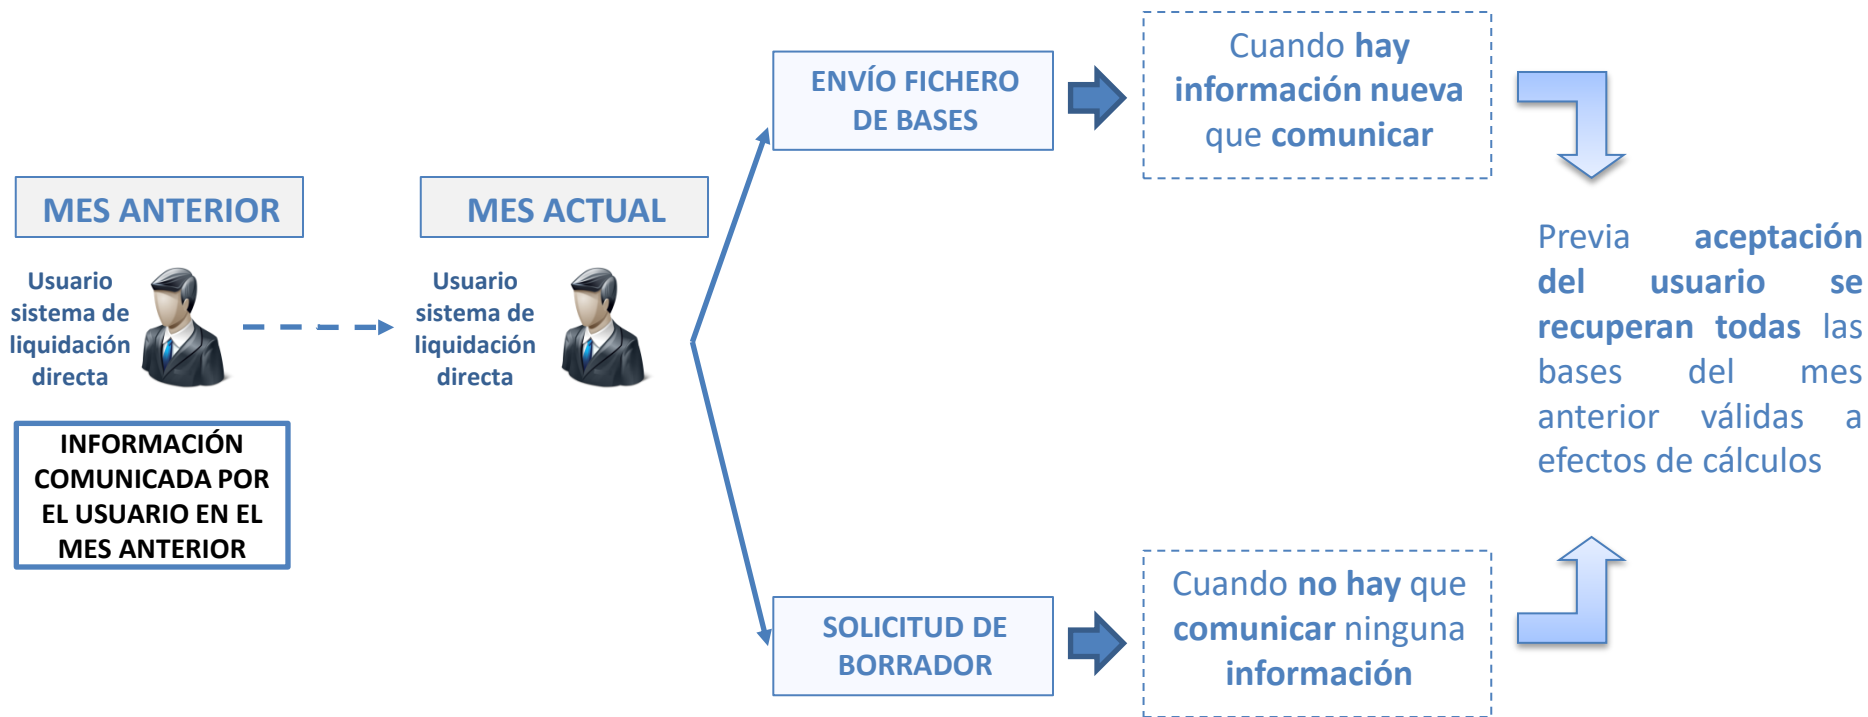 MES ANTERIOR
Usuario
sistema de
liquidación
directa
INFORMACIÓN
COMUNICADA POR
EL USUARIO EN EL
MES ANTERIOR
MES ACTUAL
Usuario
sistema de
liquidación
directa
ENVÍO FICHERO
DE BASES
Cuando hay
información nueva
que comunicar
SOLICITUD DE
BORRADOR
Cuando no hay que
comunicar ninguna
información
Previa aceptación
del usuario se
recuperan todas las
bases del mes
anterior válidas a
efectos de cálculos